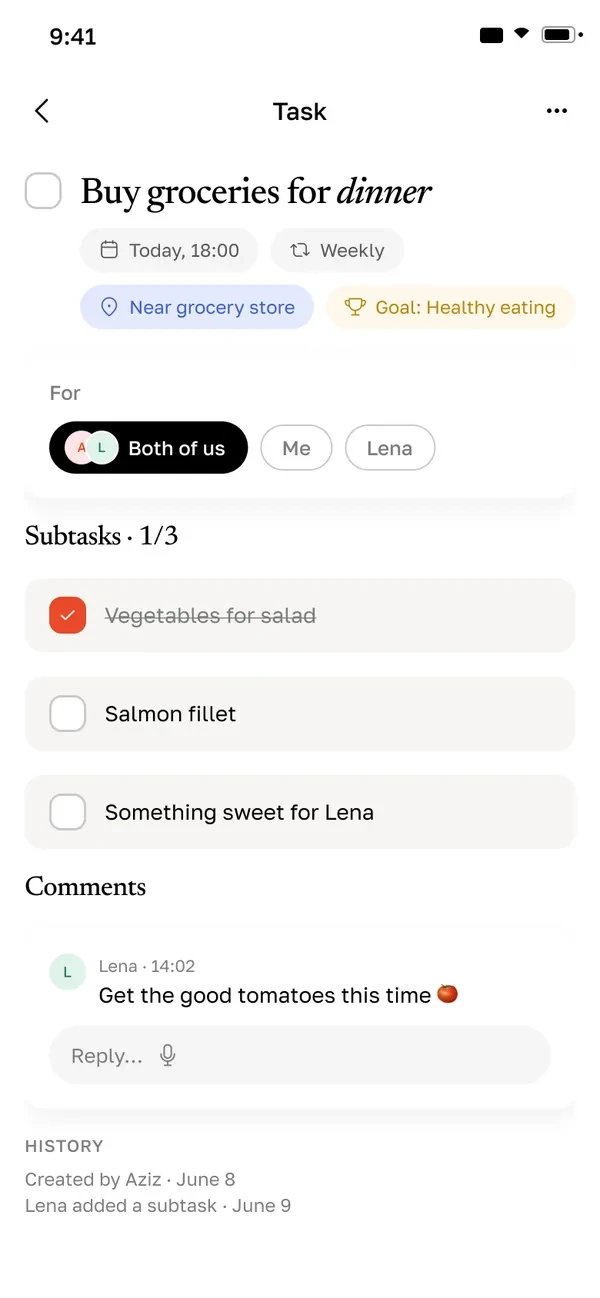 9:41
Task
Buy groceries for dinner
Today, 18:00
Weekly
Near grocery store
Goal: Healthy eating
For
A L Both of us
Me
Lena
Subtasks · 1/3
Vegetables for salad
Salmon fillet
Something sweet for Lena
Comments
L
Lena · 14:02
Get the good tomatoes this time 🍅
Reply...
HISTORY
Created by Aziz · June 8
Lena added a subtask · June 9